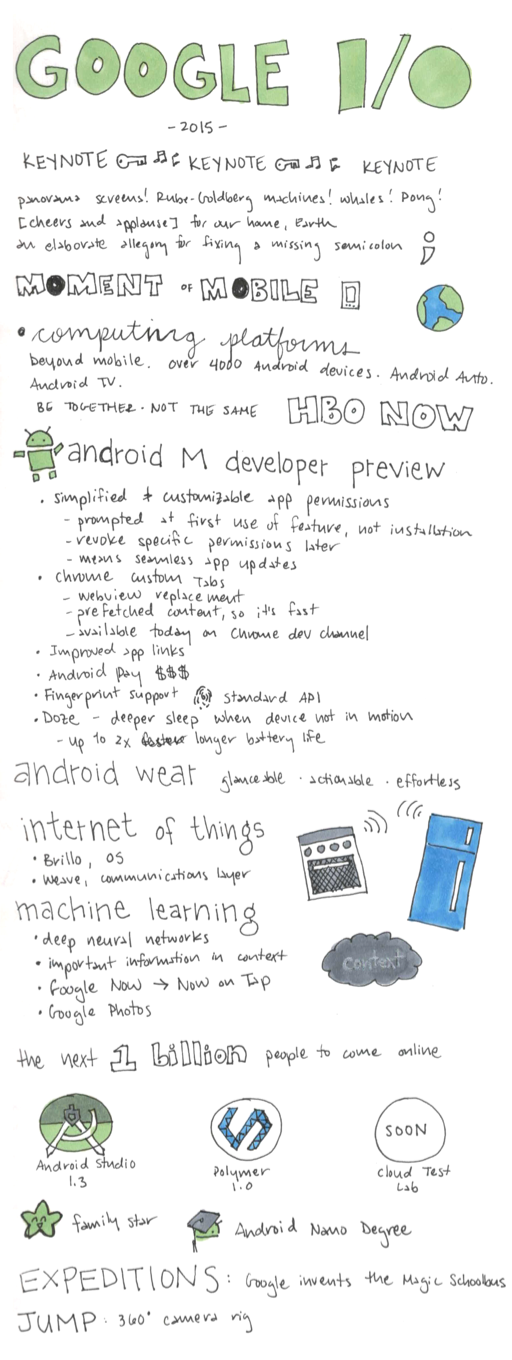 GOOGLE I/O
- 2015 -
KEYNOTE KEYNOTE KEYNOTE
panorama screens! Rube-Goldberg machines! whales! Pong!
[cheers and applause] for our home, Earth
an elaborate allegory for fixing a missing semicolon ;
MOMENT OF MOBILE
• computing platforms
beyond mobile. over 4000 Android devices. Android Auto.
Android TV.
BE TOGETHER. NOT THE SAME HBO NOW
android M developer preview
• simplified + customizable app permissions
- prompted at first use of feature, not installation
- revoke specific permissions later
- means seamless app updates
• Chrome custom Tabs
- webview replacement
- prefetched content, so it's fast
- available today on Chrome dev channel
• Improved app links
• Android Pay $$$
• Fingerprint support standard API
• Doze - deeper sleep when device not in motion
- up to 2x longer battery life
android wear glanceable • actionable • effortless
internet of things
• Brillo, OS
• Weave, communications layer
machine learning
• deep neural networks
• important information in context
• Google Now → Now on Tap
• Google Photos
context
the next 1 billion people to come online
Android Studio
1.3
Polymer
1.0
SOON
Cloud Test
Lab
family star
Android Nano Degree
EXPEDITIONS: Google invents the Magic Schoolbus
JUMP: 360° camera rig